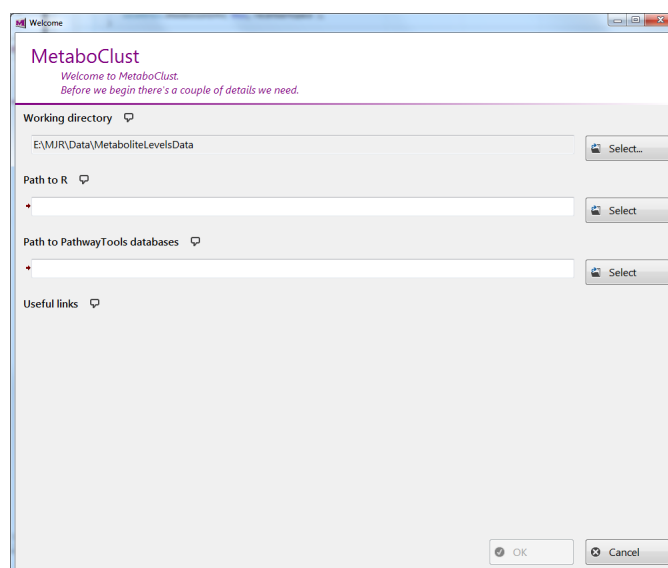 Welcome
MetaboClust
Welcome to MetaboClust.
Before we begin there's a couple of details we need.
Working directory
E:\MJR\Data\MetaboliteLevelsData
Select...
Path to R
Select
Path to PathwayTools databases
Select
Useful links
OK
Cancel